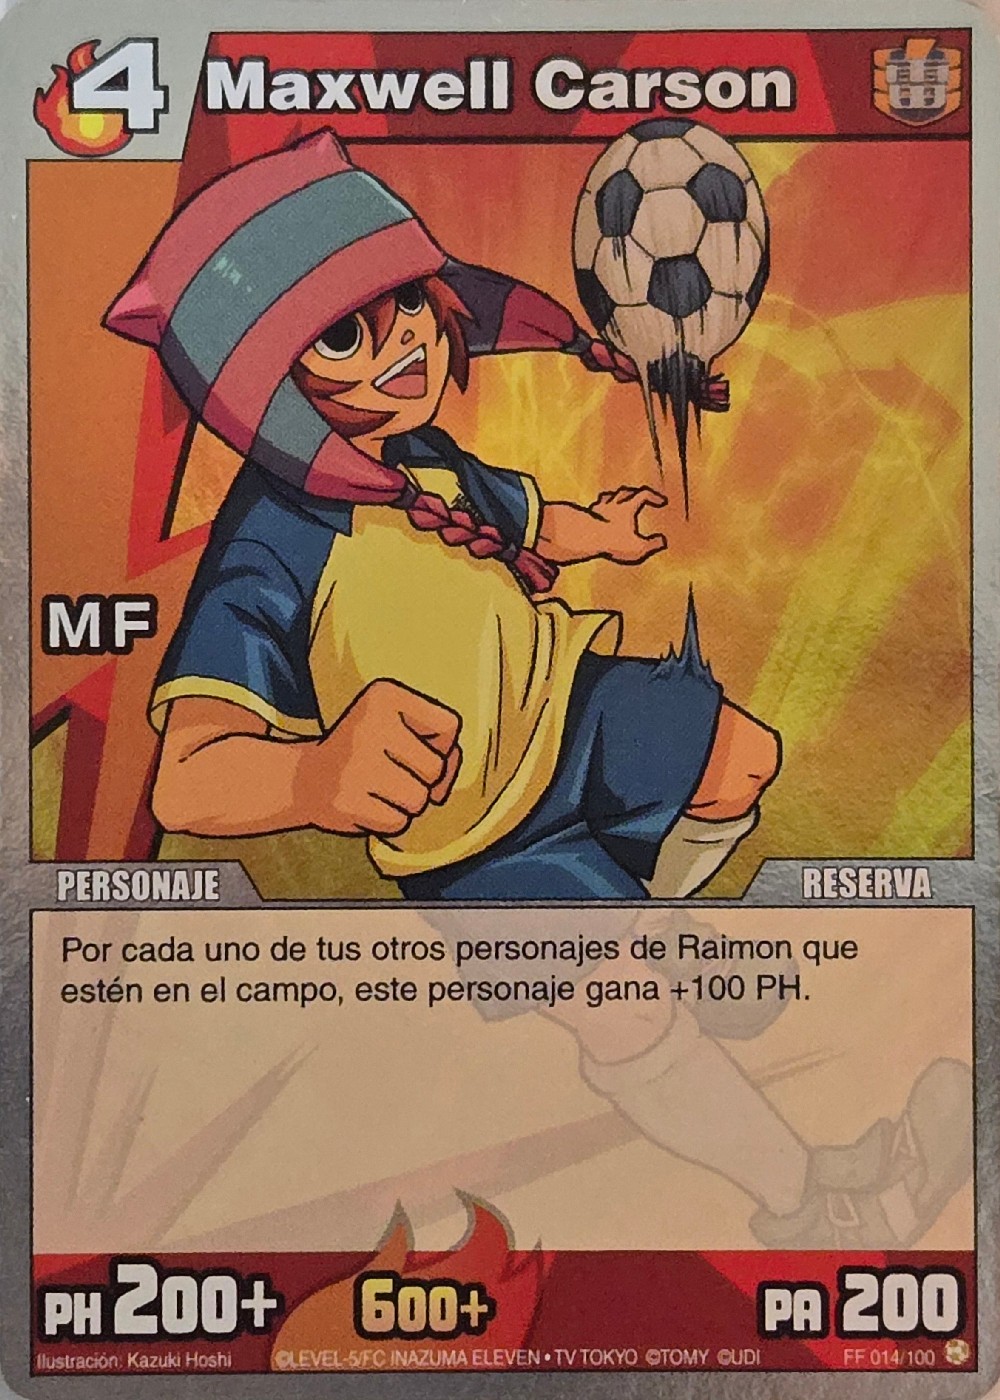 4 Maxwell Carson
MF
PERSONAJE RESERVA
Por cada uno de tus otros personajes de Raimon que
estén en el campo, este personaje gana +100 PH.
PH 200+ 600+ PA 200
Ilustración: Kazuki Hoshi ©LEVEL-5/FC INAZUMA ELEVEN • TV TOKYO ©TOMY ©UDI FF 014/100